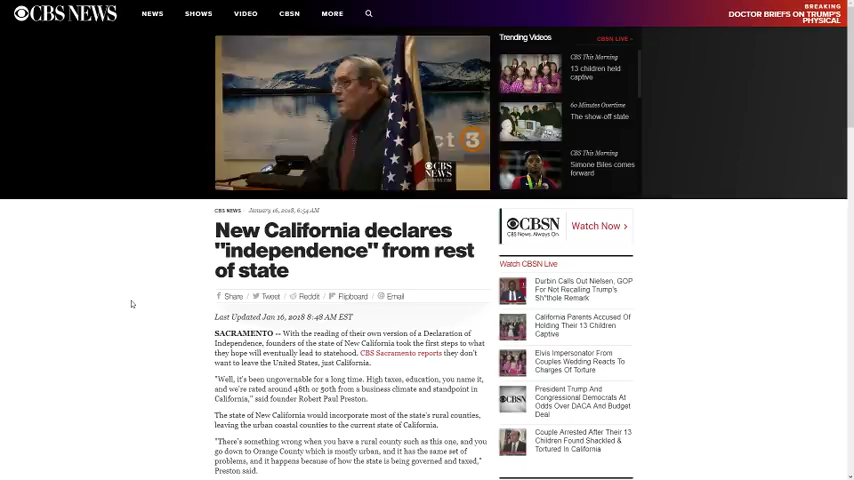 CBS NEWS
NEWS SHOWS VIDEO CBSN MORE
BREAKING
DOCTOR BRIEFS ON TRUMP'S
PHYSICAL
ct 3
CBS NEWS
Trending Videos
CBSN LIVE
CBS This Morning
13 children held
captive
60 Minutes Overtime
The show-off state
CBS This Morning
Simone Biles comes
forward
CBS NEWS January 16, 2018, 6:54 AM
New California declares
"independence" from rest
of state
Share / Tweet / Reddit / Flipboard / Email
Last Updated Jan 16, 2018 8:48 AM EST
SACRAMENTO -- With the reading of their own version of a Declaration of
Independence, founders of the state of New California took the first steps to what
they hope will eventually lead to statehood. CBS Sacramento reports they don't
want to leave the United States, just California.
"Well, it's been ungovernable for a long time. High taxes, education, you name it,
and we're rated around 48th or 50th from a business climate and standpoint in
California," said founder Robert Paul Preston.
The state of New California would incorporate most of the state's rural counties,
leaving the urban coastal counties to the current state of California.
"There's something wrong when you have a rural county such as this one, and you
go down to Orange County which is mostly urban, and it has the same set of
problems, and it happens because of how the state is being governed and taxed,"
Preston said.
CBSN
CBS News. Always On.
Watch Now >
Watch CBSN Live
Durbin Calls Out Nielsen, GOP
For Not Recalling Trump's
Sh*thole Remark
California Parents Accused Of
Holding Their 13 Children
Captive
Elvis Impersonator From
Couples Wedding Reacts To
Charges Of Torture
CBSN
President Trump And
Congressional Democrats At
Odds Over DACA And Budget
Deal
Couple Arrested After Their 13
Children Found Shackled &
Tortured In California